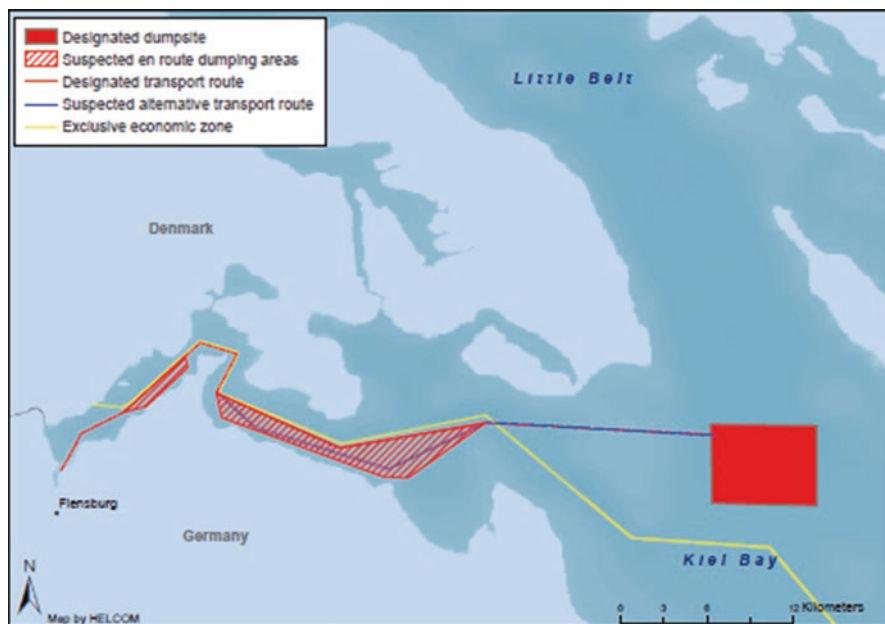 Designated dumpsite
Suspected en route dumping areas
Designated transport route
Suspected alternative transport route
Exclusive economic zone
Little Belt
Denmark
Flensburg
Germany
Kiel Bay
N
0 3 6 12 Kilometers
Map by HELCOM